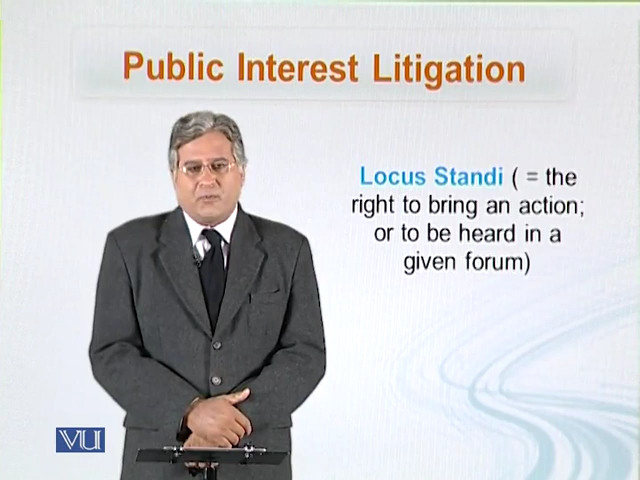 Public Interest Litigation
Locus Standi ( = the
right to bring an action;
or to be heard in a
given forum)
VU